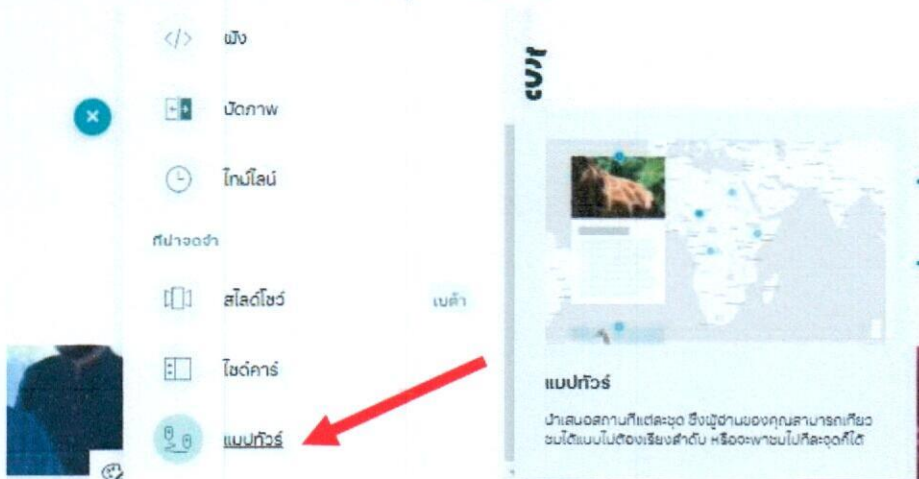 </> ฝัง
ปัดภาพ
ไทม์ไลน์
ที่น่าจดจำ
สไลด์โชว์
เบต้า
ไซด์คาร์
แมปทัวร์
แมปทัวร์
นำเสนอสถานที่แต่ละชุด ซึ่งผู้อ่านของคุณสามารถเที่ยว
ชมได้แบบไม่ต้องเรียงลำดับ หรือจะพาชมไปทีละจุดก็ได้